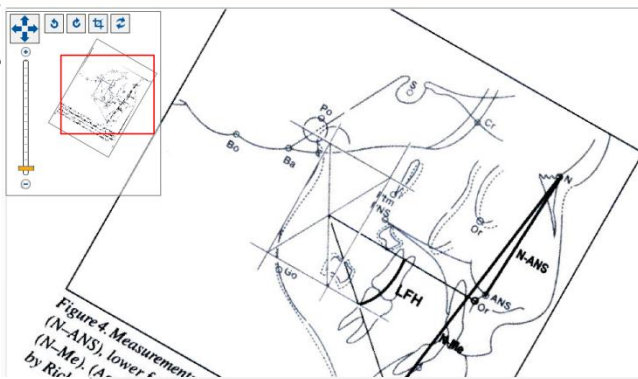 S
Po
Cr
Bo
Ba
N
Ptm
PNS
Or
N-ANS
Go
LFH
ANS
Or
N-Me
Figure 4. Measurement
(N-ANS), lower f
(N-Me). (A
by Ri